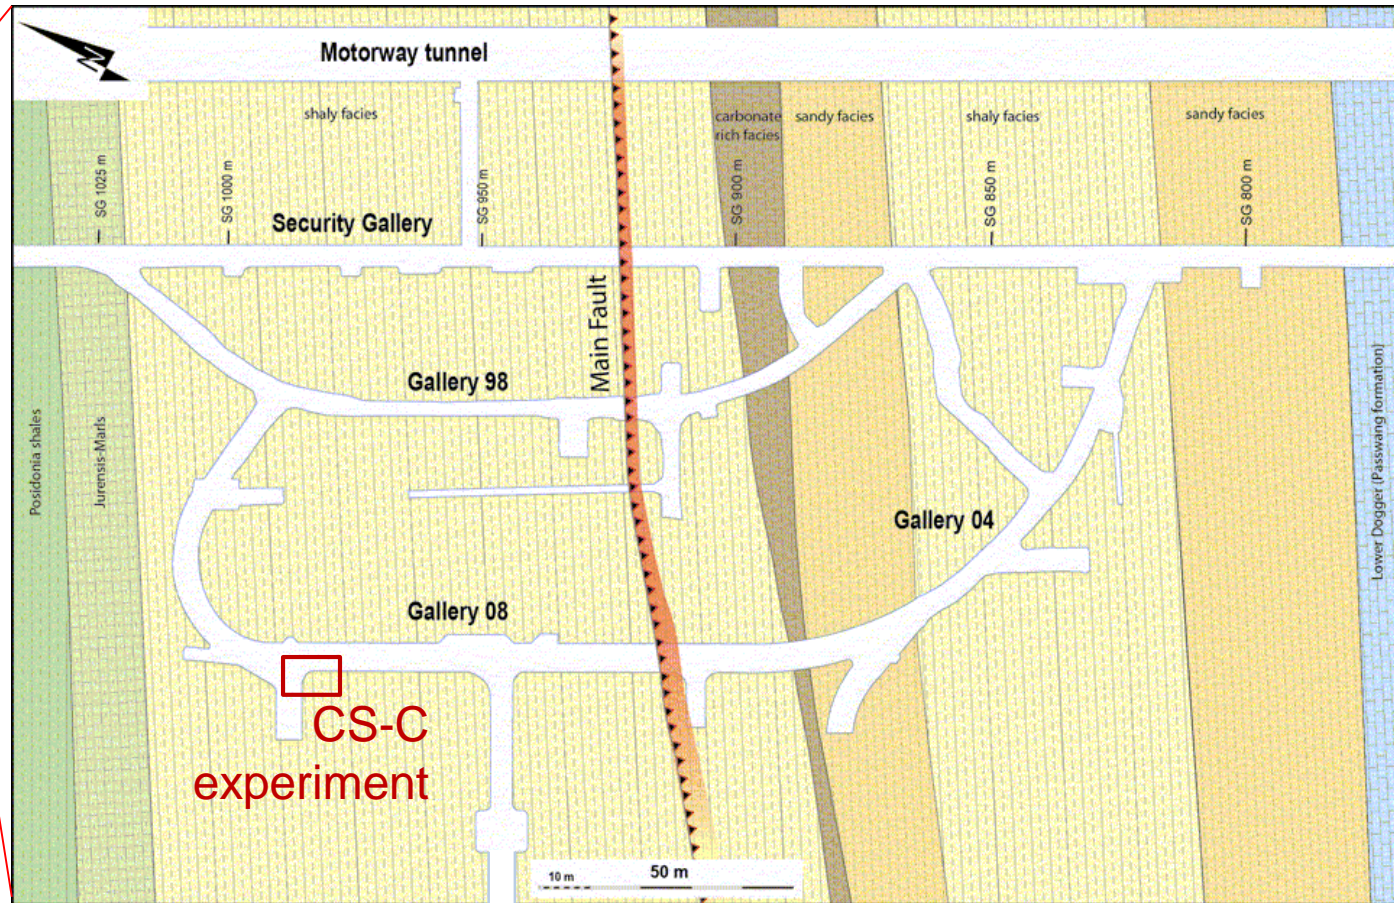 N
Motorway tunnel
shaly facies
carbonate
rich facies
sandy facies
shaly facies
sandy facies
SG 1025 m
SG 1000 m
SG 950 m
SG 900 m
SG 850 m
SG 800 m
Security Gallery
Main Fault
Gallery 98
Posidonia shales
Jurensis-Marls
Lower Dogger (Passwang formation)
Gallery 04
Gallery 08
CS-C
experiment
10 m
50 m